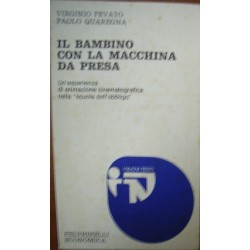 VIRGINIO FEVATO
PAOLO QUAREGNA
IL BAMBINO
CON LA MACCHINA
DA PRESA
Un'esperienza
di animazione cinematografica
nella "scuola dell'obbligo"
FELTRINELLI
ECONOMICA